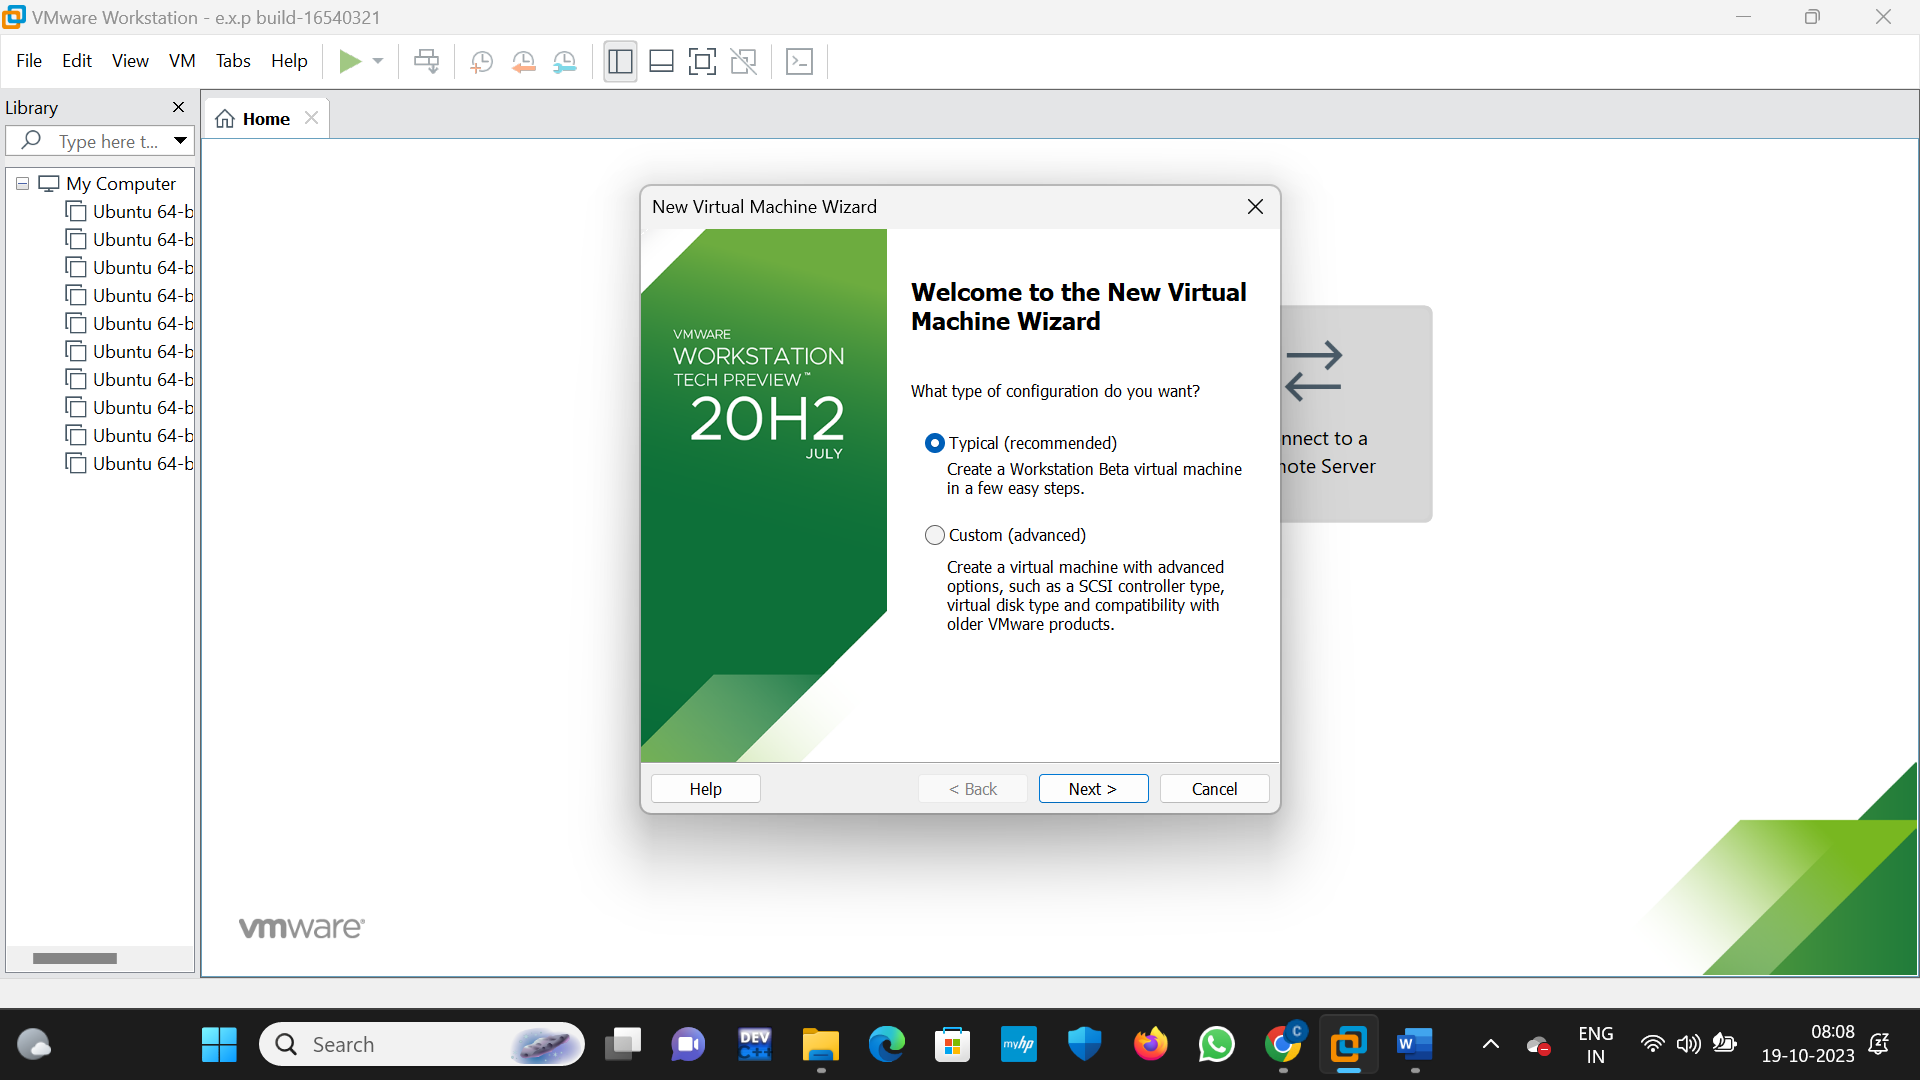 VMware Workstation - e.x.p build-16540321
File Edit View VM Tabs Help
Library
Type here t...
My Computer
Ubuntu 64-b
Ubuntu 64-b
Ubuntu 64-b
Ubuntu 64-b
Ubuntu 64-b
Ubuntu 64-b
Ubuntu 64-b
Ubuntu 64-b
Ubuntu 64-b
Ubuntu 64-b
Home
New Virtual Machine Wizard
VMWARE
WORKSTATION
TECH PREVIEW™
20H2
JULY
Welcome to the New Virtual
Machine Wizard
What type of configuration do you want?
Typical (recommended)
Create a Workstation Beta virtual machine
in a few easy steps.
Custom (advanced)
Create a virtual machine with advanced
options, such as a SCSI controller type,
virtual disk type and compatibility with
older VMware products.
Help
< Back
Next >
Cancel
nnect to a
note Server
vmware®
Search
DEV
C++
myhp
C
W
ENG
IN
08:08
19-10-2023